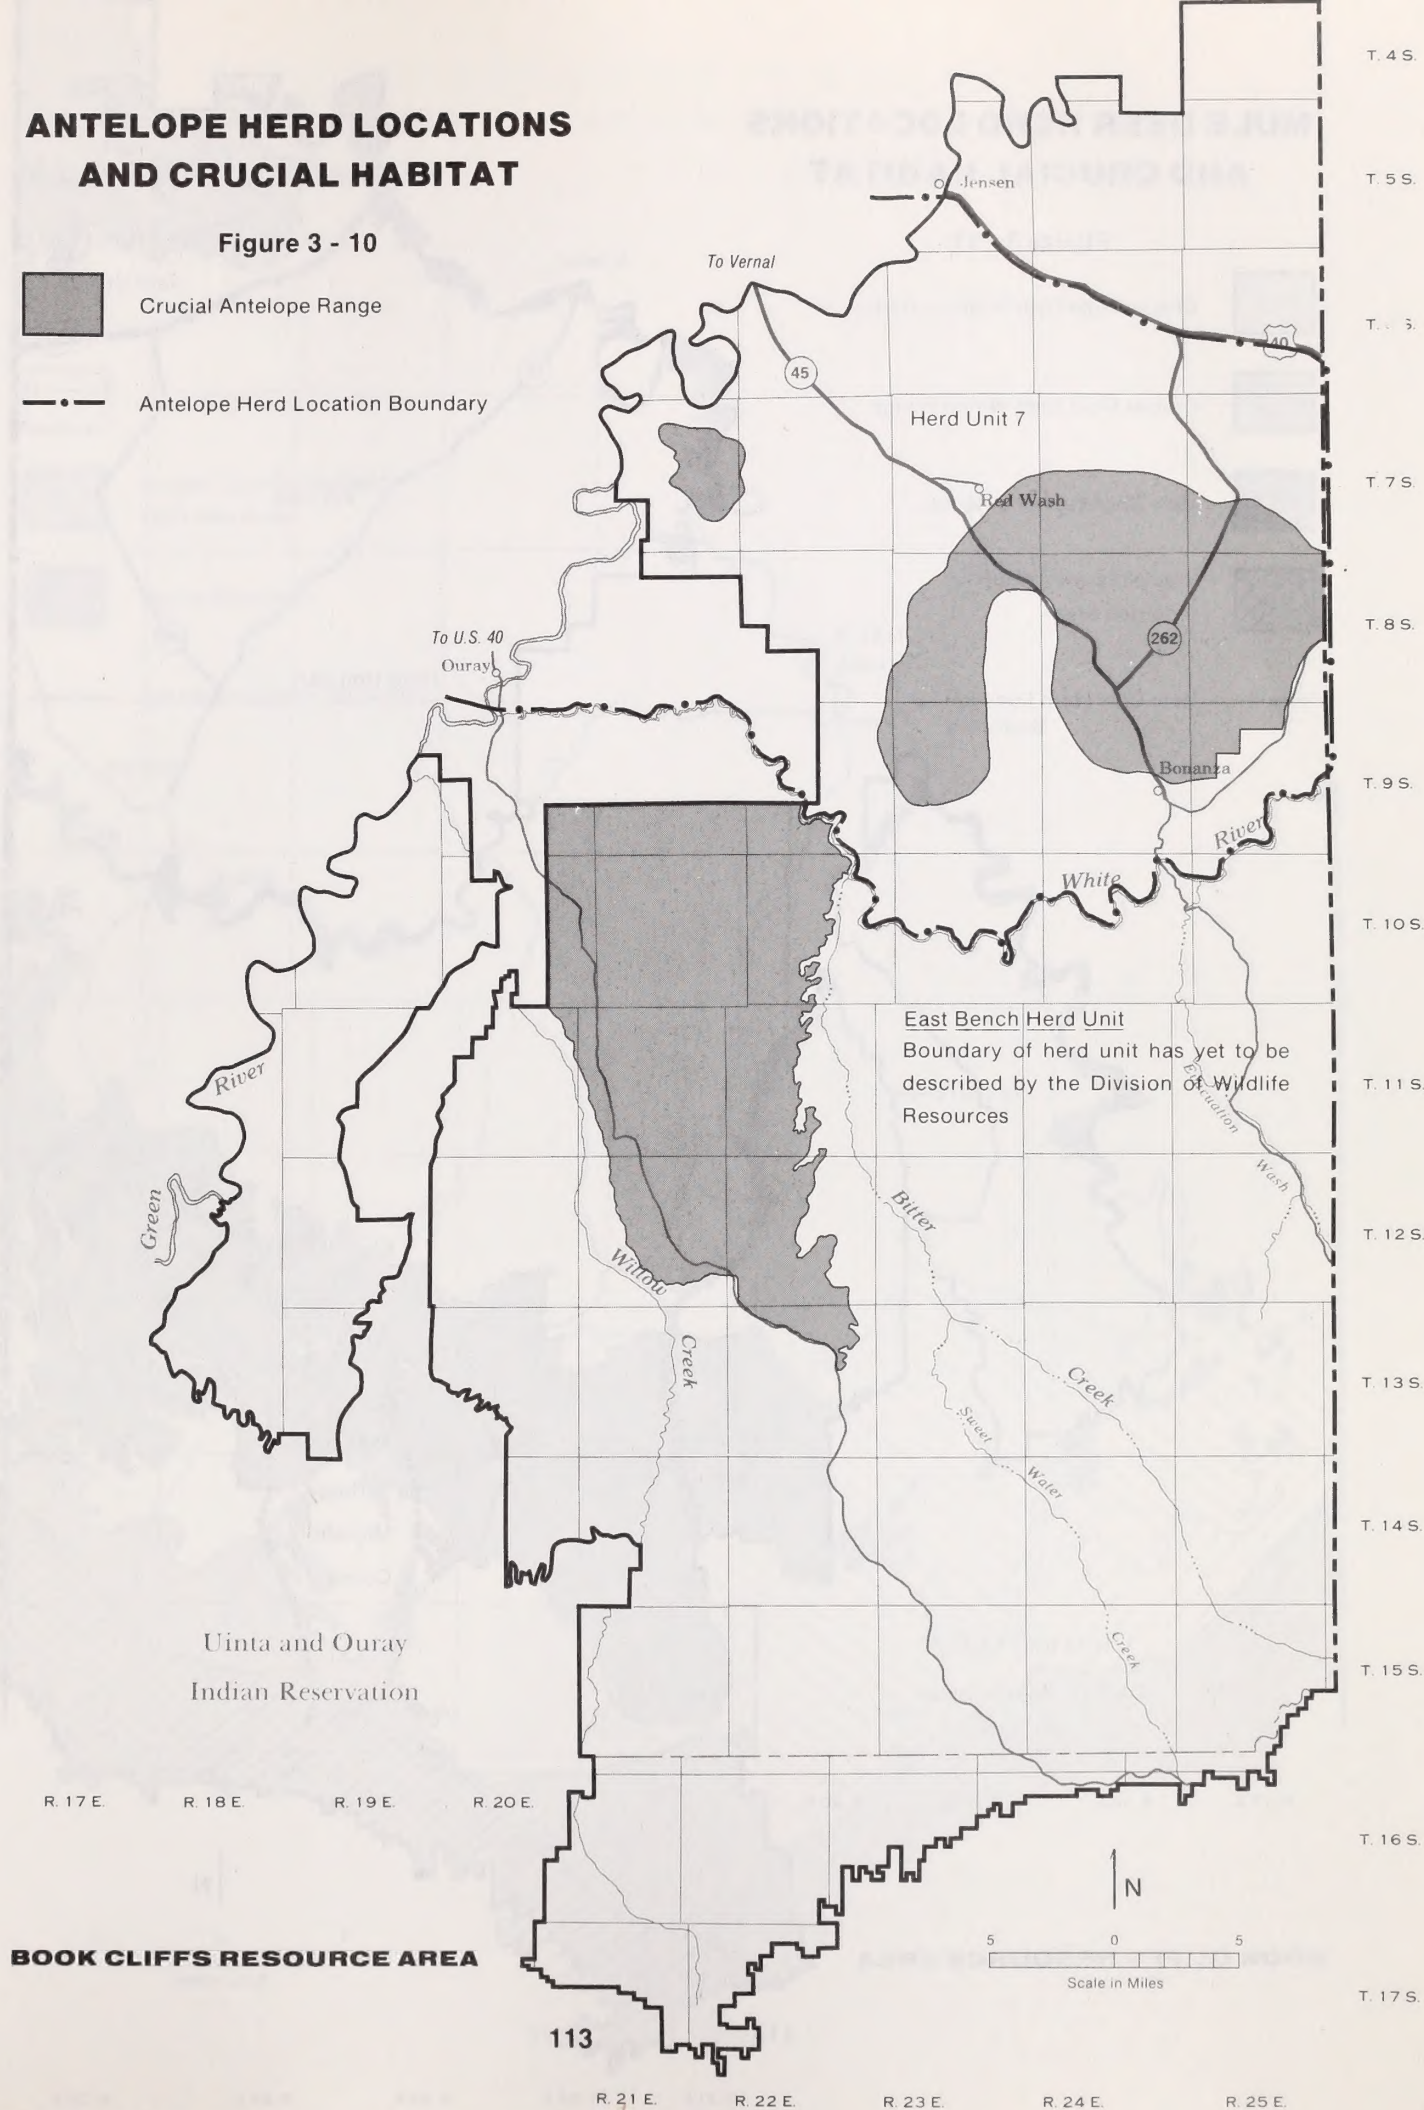 ANTELOPE HERD LOCATIONS
AND CRUCIAL HABITAT
Figure 3 - 10
Crucial Antelope Range
Antelope Herd Location Boundary
T. 4 S.
T. 5 S.
T. S.
T. 7 S.
T. 8 S.
T. 9 S.
T. 10 S.
T. 11 S.
T. 12 S.
T. 13 S.
T. 14 S.
T. 15 S.
T. 16 S.
T. 17 S.
Jensen
To Vernal
40
45
Herd Unit 7
Red Wash
262
To U.S. 40
Ouray
Bonanza
River
White
East Bench Herd Unit
Boundary of herd unit has yet to be
described by the Division of Wildlife
Resources
Evacuation
Wash
River
Green
Bitter
Creek
Willow
Creek
Sweet
Water
Creek
Uinta and Ouray
Indian Reservation
R. 17 E.
R. 18 E.
R. 19 E.
R. 20 E.
N
BOOK CLIFFS RESOURCE AREA
5 0 5
Scale in Miles
113
R. 21 E.
R. 22 E.
R. 23 E.
R. 24 E.
R. 25 E.